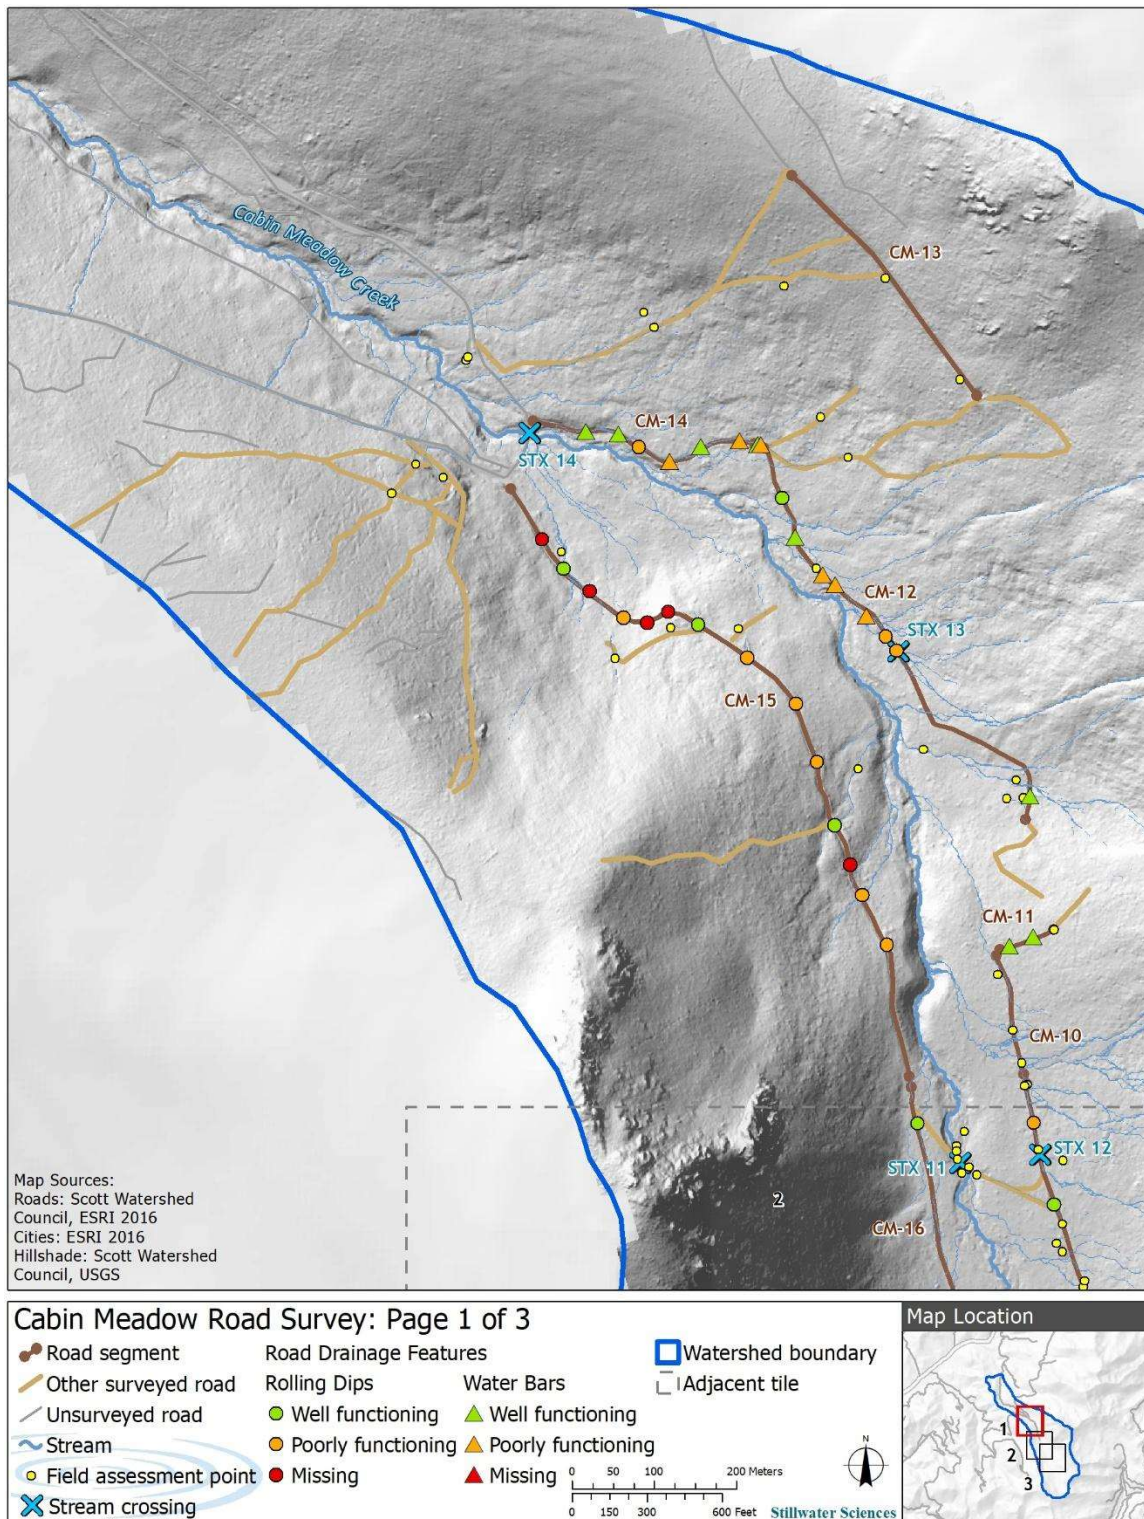 Cabin Meadow Creek
CM-13
CM-14
STX 14
CM-12
STX 13
CM-15
CM-11
CM-10
STX 12
STX 11
2
CM-16
Map Sources:
Roads: Scott Watershed
Council, ESRI 2016
Cities: ESRI 2016
Hillshade: Scott Watershed
Council, USGS
Cabin Meadow Road Survey: Page 1 of 3
Road segment
Other surveyed road
Unsurveyed road
Stream
Field assessment point
Stream crossing
Road Drainage Features
Rolling Dips
Well functioning
Poorly functioning
Missing
Water Bars
Well functioning
Poorly functioning
Missing
Watershed boundary
Adjacent tile
0 50 100 200 Meters
0 150 300 600 Feet
N
Stillwater Sciences
Map Location
1
2
3